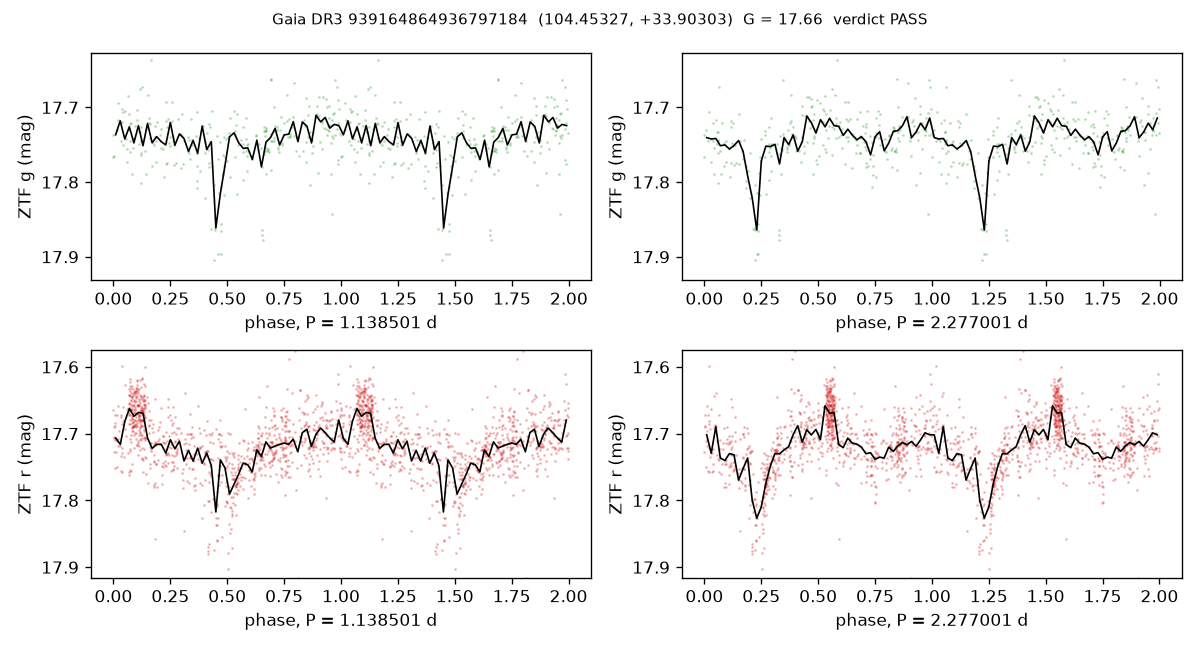 Gaia DR3 939164864936797184 (104.45327, +33.90303) G = 17.66 verdict PASS
ZTF g (mag)
17.7
17.8
17.9
0.00 0.25 0.50 0.75 1.00 1.25 1.50 1.75 2.00
phase, P = 1.138501 d
ZTF g (mag)
17.7
17.8
17.9
0.00 0.25 0.50 0.75 1.00 1.25 1.50 1.75 2.00
phase, P = 2.277001 d
ZTF r (mag)
17.6
17.7
17.8
17.9
0.00 0.25 0.50 0.75 1.00 1.25 1.50 1.75 2.00
phase, P = 1.138501 d
ZTF r (mag)
17.6
17.7
17.8
17.9
0.00 0.25 0.50 0.75 1.00 1.25 1.50 1.75 2.00
phase, P = 2.277001 d